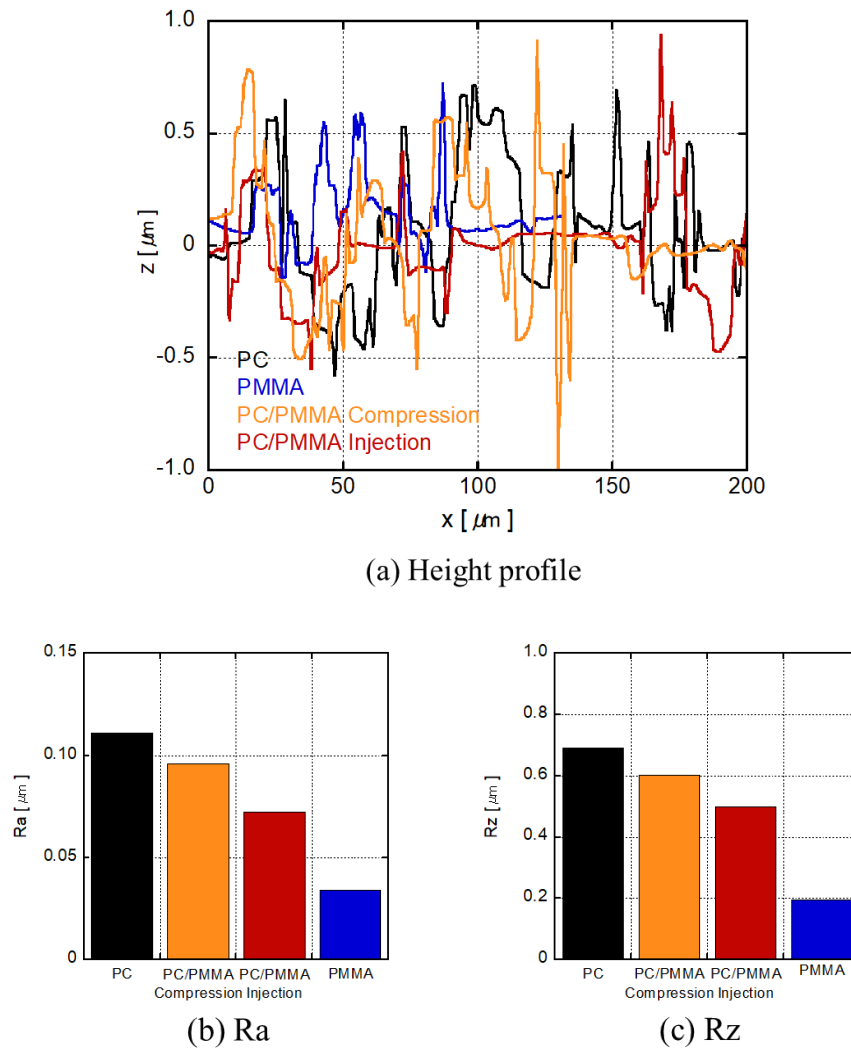 1.0
0.5
0
-0.5
-1.0
z [ μm ]
PC
PMMA
PC/PMMA Compression
PC/PMMA Injection
0 50 100 150 200
x [ μm ]
(a) Height profile
0.15
0.10
0.05
0
Ra [ μm ]
PC PC/PMMA PC/PMMA PMMA
Compression Injection
(b) Ra
1.0
0.8
0.6
0.4
0.2
0
Rz [ μm ]
PC PC/PMMA PC/PMMA PMMA
Compression Injection
(c) Rz